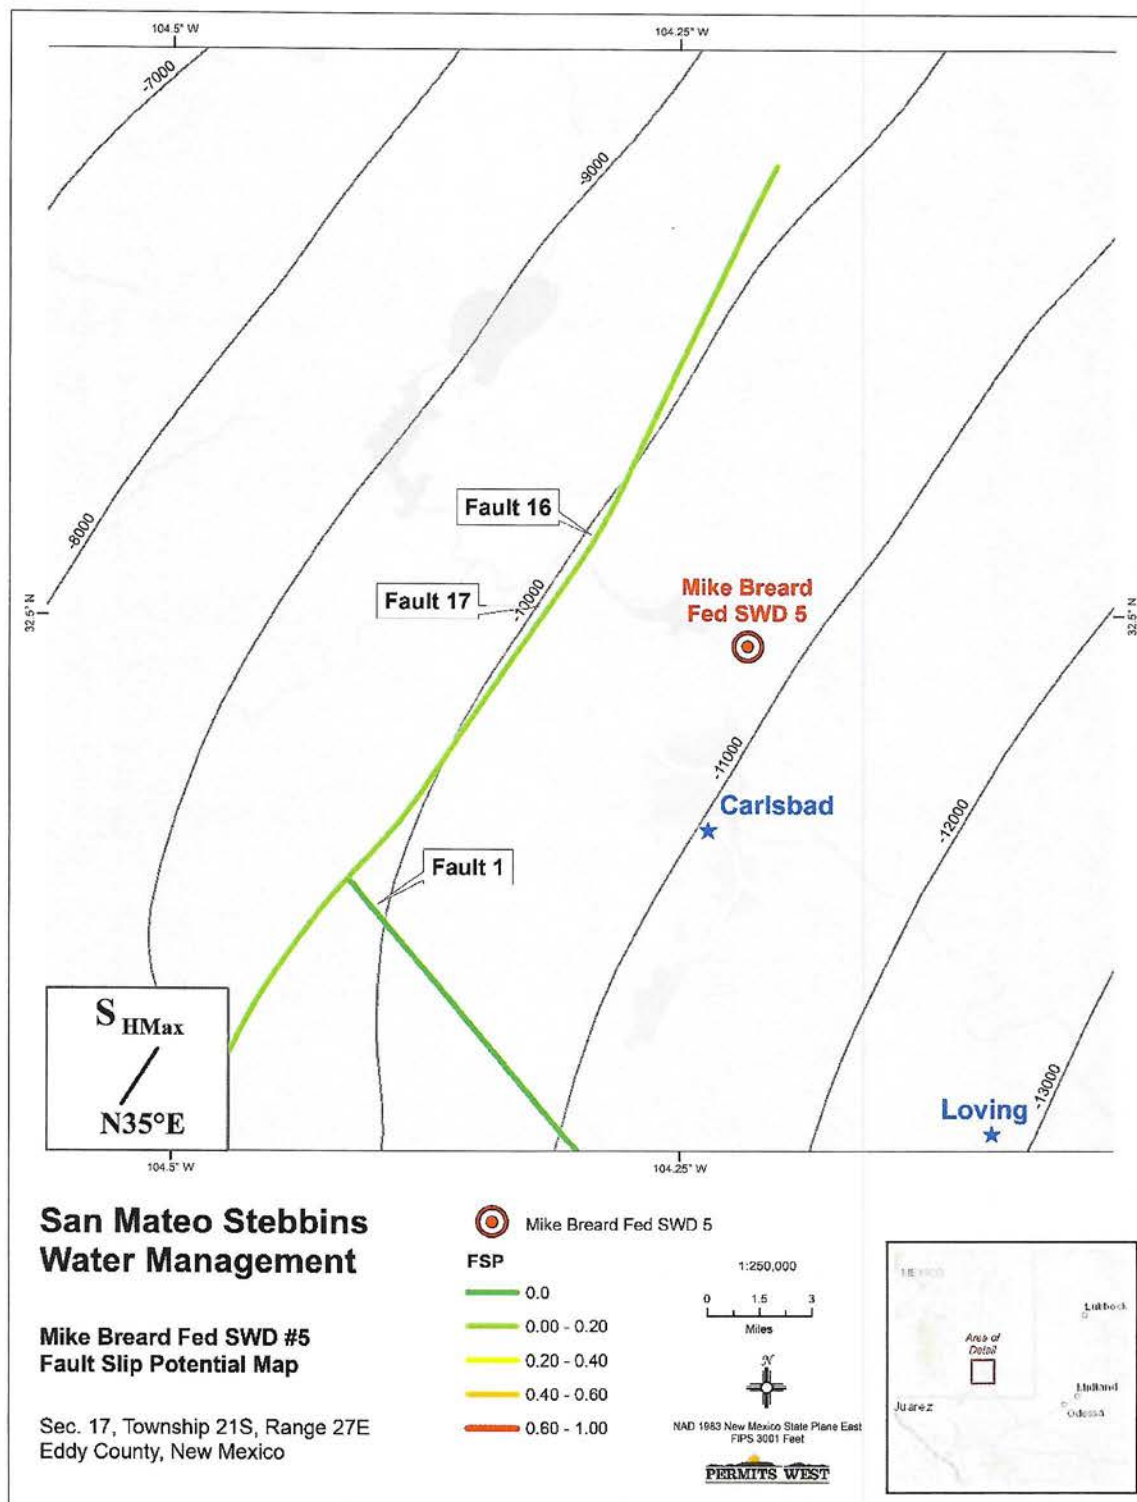 104.5° W
104.25° W
-7000
-9000
Fault 16
-8000
Fault 17
-10000
32.5° N
32.5° N
Mike Breard
Fed SWD 5
-11000
Carlsbad
-12000
Fault 1
S HMax
N35°E
-13000
Loving
104.5° W
104.25° W
San Mateo Stebbins
Water Management
Mike Breard Fed SWD #5
Fault Slip Potential Map
Sec. 17, Township 21S, Range 27E
Eddy County, New Mexico
Mike Breard Fed SWD 5
FSP
0.0
0.00 - 0.20
0.20 - 0.40
0.40 - 0.60
0.60 - 1.00
1:250,000
0 1.5 3
Miles
N
NAD 1983 New Mexico State Plane East
FIPS 3001 Feet
PERMITS WEST
MEXICO
Lubbock
Area of
Detail
Midland
Odessa
Juarez